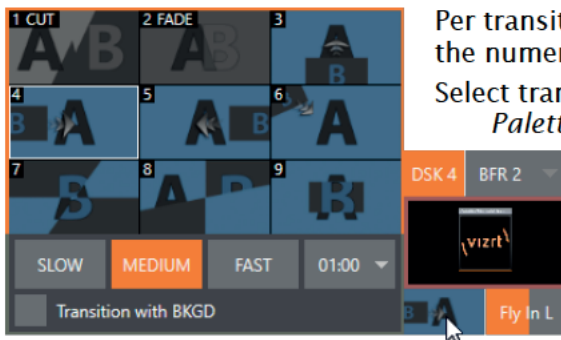 1 CUT
2 FADE
3
A
B
A
B
A
B
4
5
6
B
A
A
B
A
7
8
9
B
A
B
B
SLOW
MEDIUM
FAST
01:00
Transition with BKGD
Per transit
the numer
Select tran
Palett
DSK 4
BFR 2
vizrt
B A
Fly In L